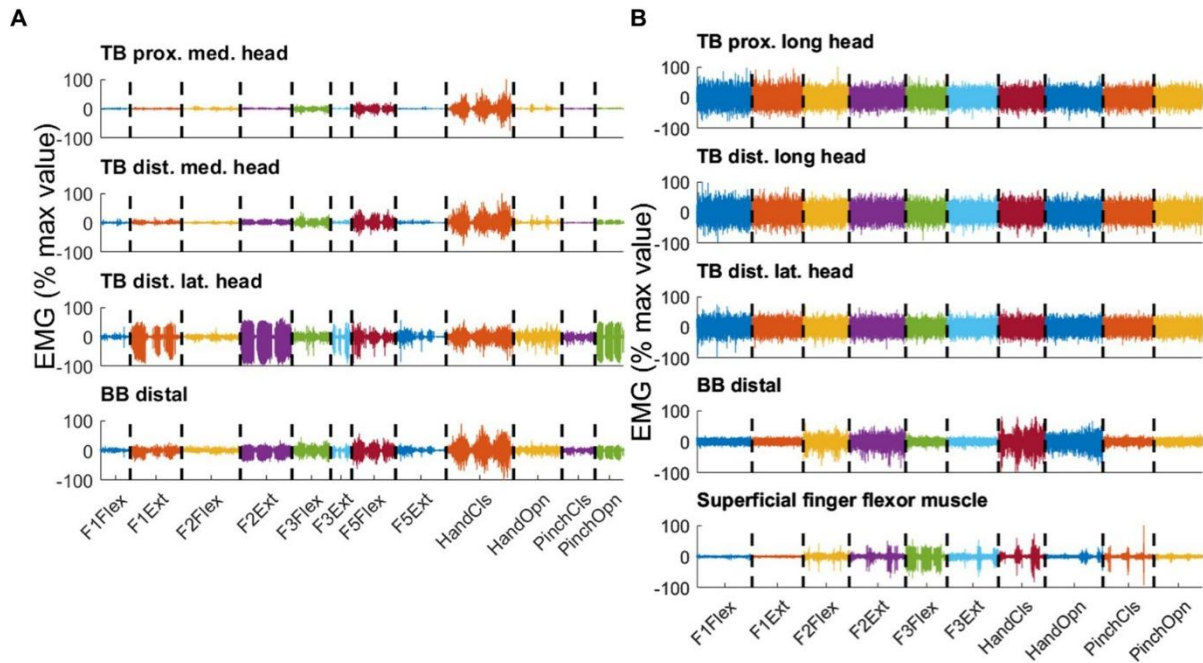 A
TB prox. med. head
100
0
-100
TB dist. med. head
100
0
-100
TB dist. lat. head
100
0
-100
BB distal
100
0
-100
EMG (% max value)
F1Flex
F1Ext
F2Flex
F2Ext
F3Flex
F3Ext
F5Flex
F5Ext
HandCls
HandOpn
PinchCls
PinchOpn
B
TB prox. long head
100
0
-100
TB dist. long head
100
0
-100
TB dist. lat. head
100
0
-100
BB distal
100
0
-100
Superficial finger flexor muscle
100
0
-100
EMG (% max value)
F1Flex
F1Ext
F2Flex
F2Ext
F3Flex
F3Ext
HandCls
HandOpn
PinchCls
PinchOpn